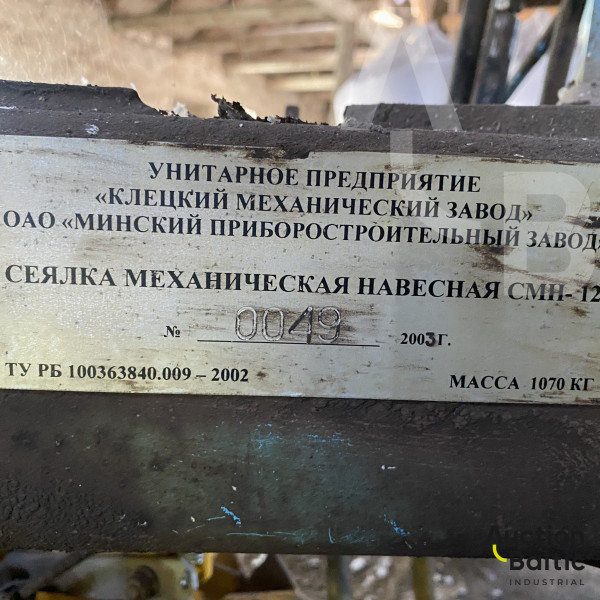 УНИТАРНОЕ ПРЕДПРИЯТИЕ
«КЛЕЦКИЙ МЕХАНИЧЕСКИЙ ЗАВОД»
ОАО «МИНСКИЙ ПРИБОРОСТРОИТЕЛЬНЫЙ ЗАВОД»
СЕЯЛКА МЕХАНИЧЕСКАЯ НАВЕСНАЯ СМН- 12
№ 0049 2003г.
ТУ РБ 100363840.009 – 2002 МАССА 1070 КГ
Auction
Baltic
INDUSTRIAL